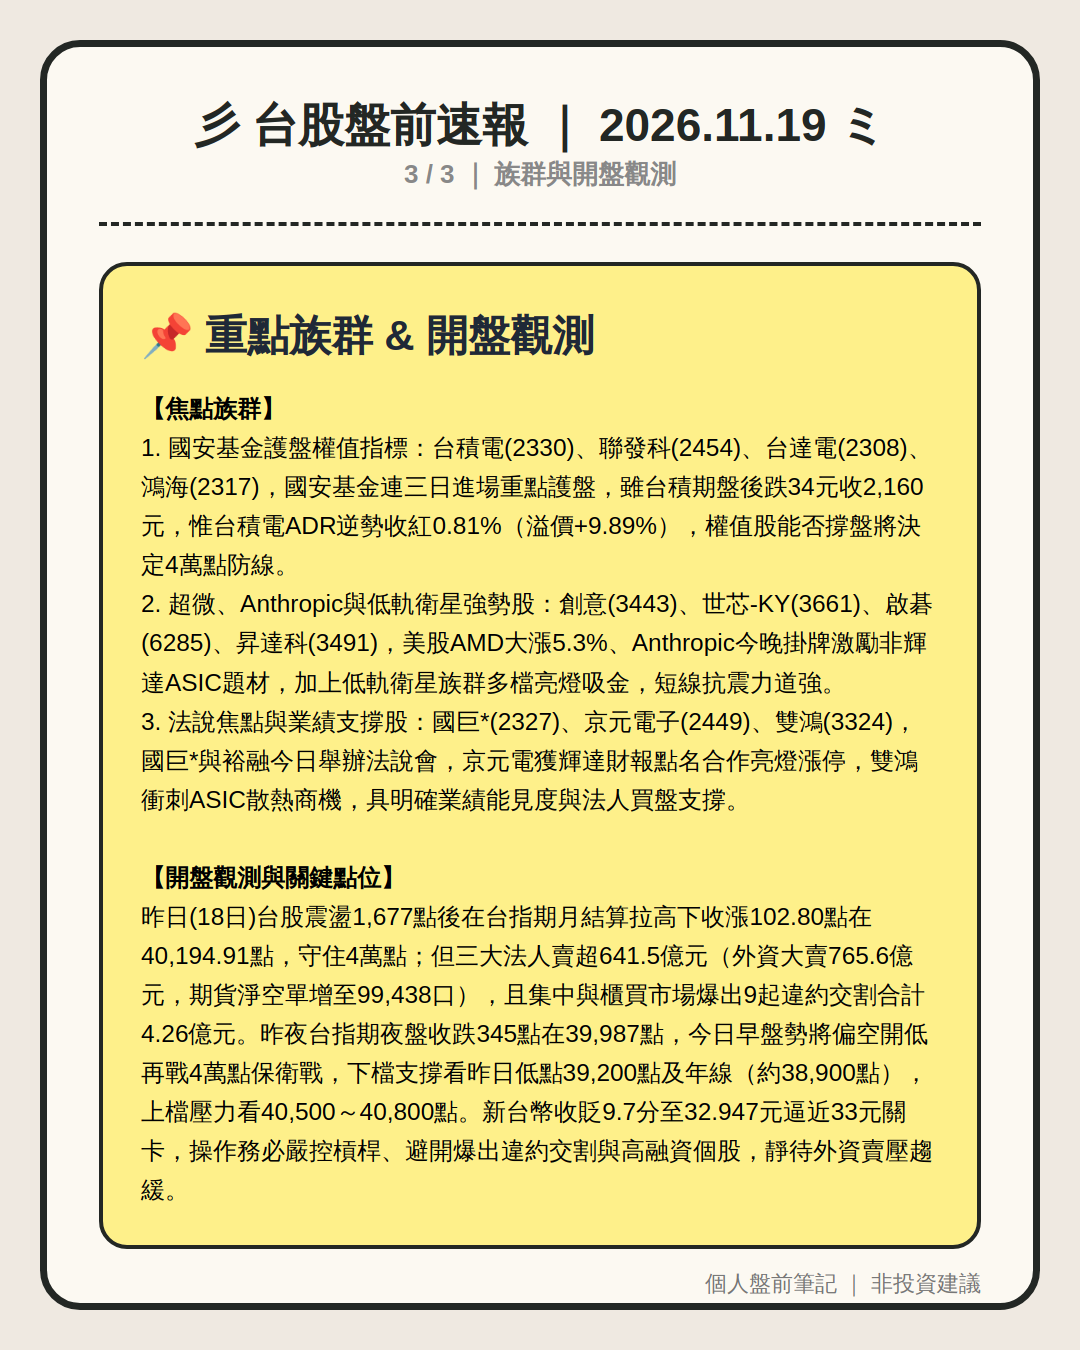 彡 台股盤前速報 ｜ 2026.11.19 ミ
3 / 3 ｜ 族群與開盤觀測
📌 重點族群 & 開盤觀測
【焦點族群】
1. 國安基金護盤權值指標：台積電(2330)、聯發科(2454)、台達電(2308)、
鴻海(2317)，國安基金連三日進場重點護盤，雖台積期盤後跌34元收2,160
元，惟台積電ADR逆勢收紅0.81%（溢價+9.89%），權值股能否撐盤將決
定4萬點防線。
2. 超微、Anthropic與低軌衛星強勢股：創意(3443)、世芯-KY(3661)、啟碁
(6285)、昇達科(3491)，美股AMD大漲5.3%、Anthropic今晚掛牌激勵非輝
達ASIC題材，加上低軌衛星族群多檔亮燈吸金，短線抗震力道強。
3. 法說焦點與業績支撐股：國巨*(2327)、京元電子(2449)、雙鴻(3324)，
國巨*與裕融今日舉辦法說會，京元電獲輝達財報點名合作亮燈漲停，雙鴻
衝刺ASIC散熱商機，具明確業績能見度與法人買盤支撐。
【開盤觀測與關鍵點位】
昨日(18日)台股震盪1,677點後在台指期月結算拉高下收漲102.80點在
40,194.91點，守住4萬點；但三大法人賣超641.5億元（外資大賣765.6億
元，期貨淨空單增至99,438口），且集中與櫃買市場爆出9起違約交割合計
4.26億元。昨夜台指期夜盤收跌345點在39,987點，今日早盤勢將偏空開低
再戰4萬點保衛戰，下檔支撐看昨日低點39,200點及年線（約38,900點），
上檔壓力看40,500～40,800點。新台幣收貶9.7分至32.947元逼近33元關
卡，操作務必嚴控槓桿、避開爆出違約交割與高融資個股，靜待外資賣壓趨
緩。
個人盤前筆記 ｜ 非投資建議